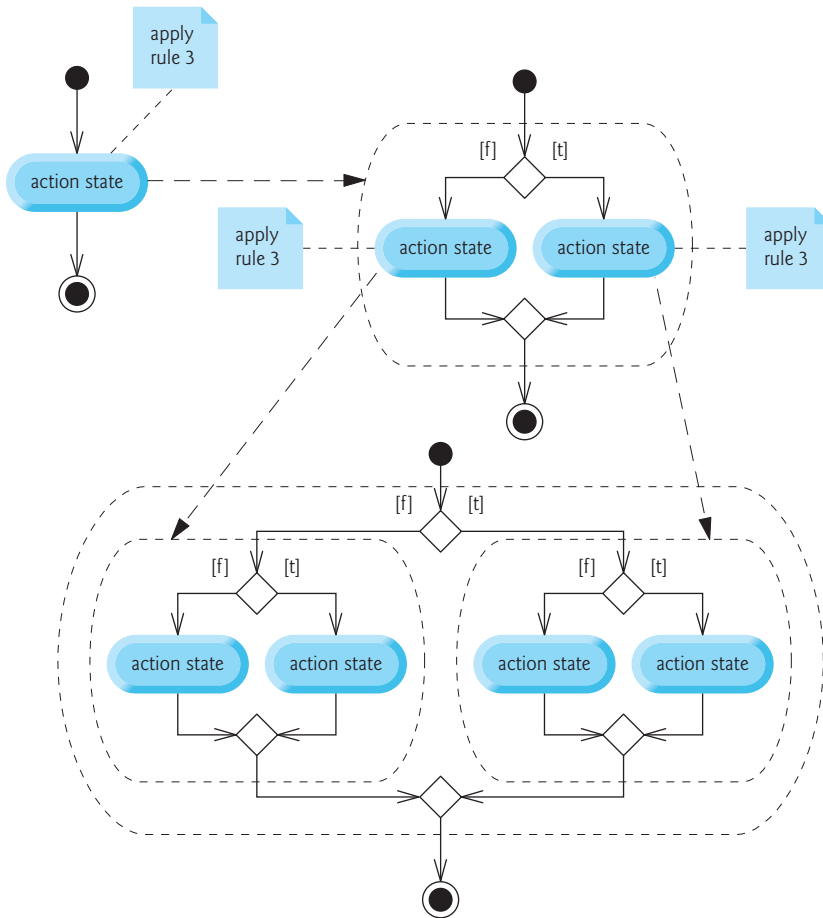 apply
rule 3
action state
[f] [t]
apply
rule 3
action state
action state
apply
rule 3
[f] [t]
[f] [t]
[f] [t]
action state
action state
action state
action state